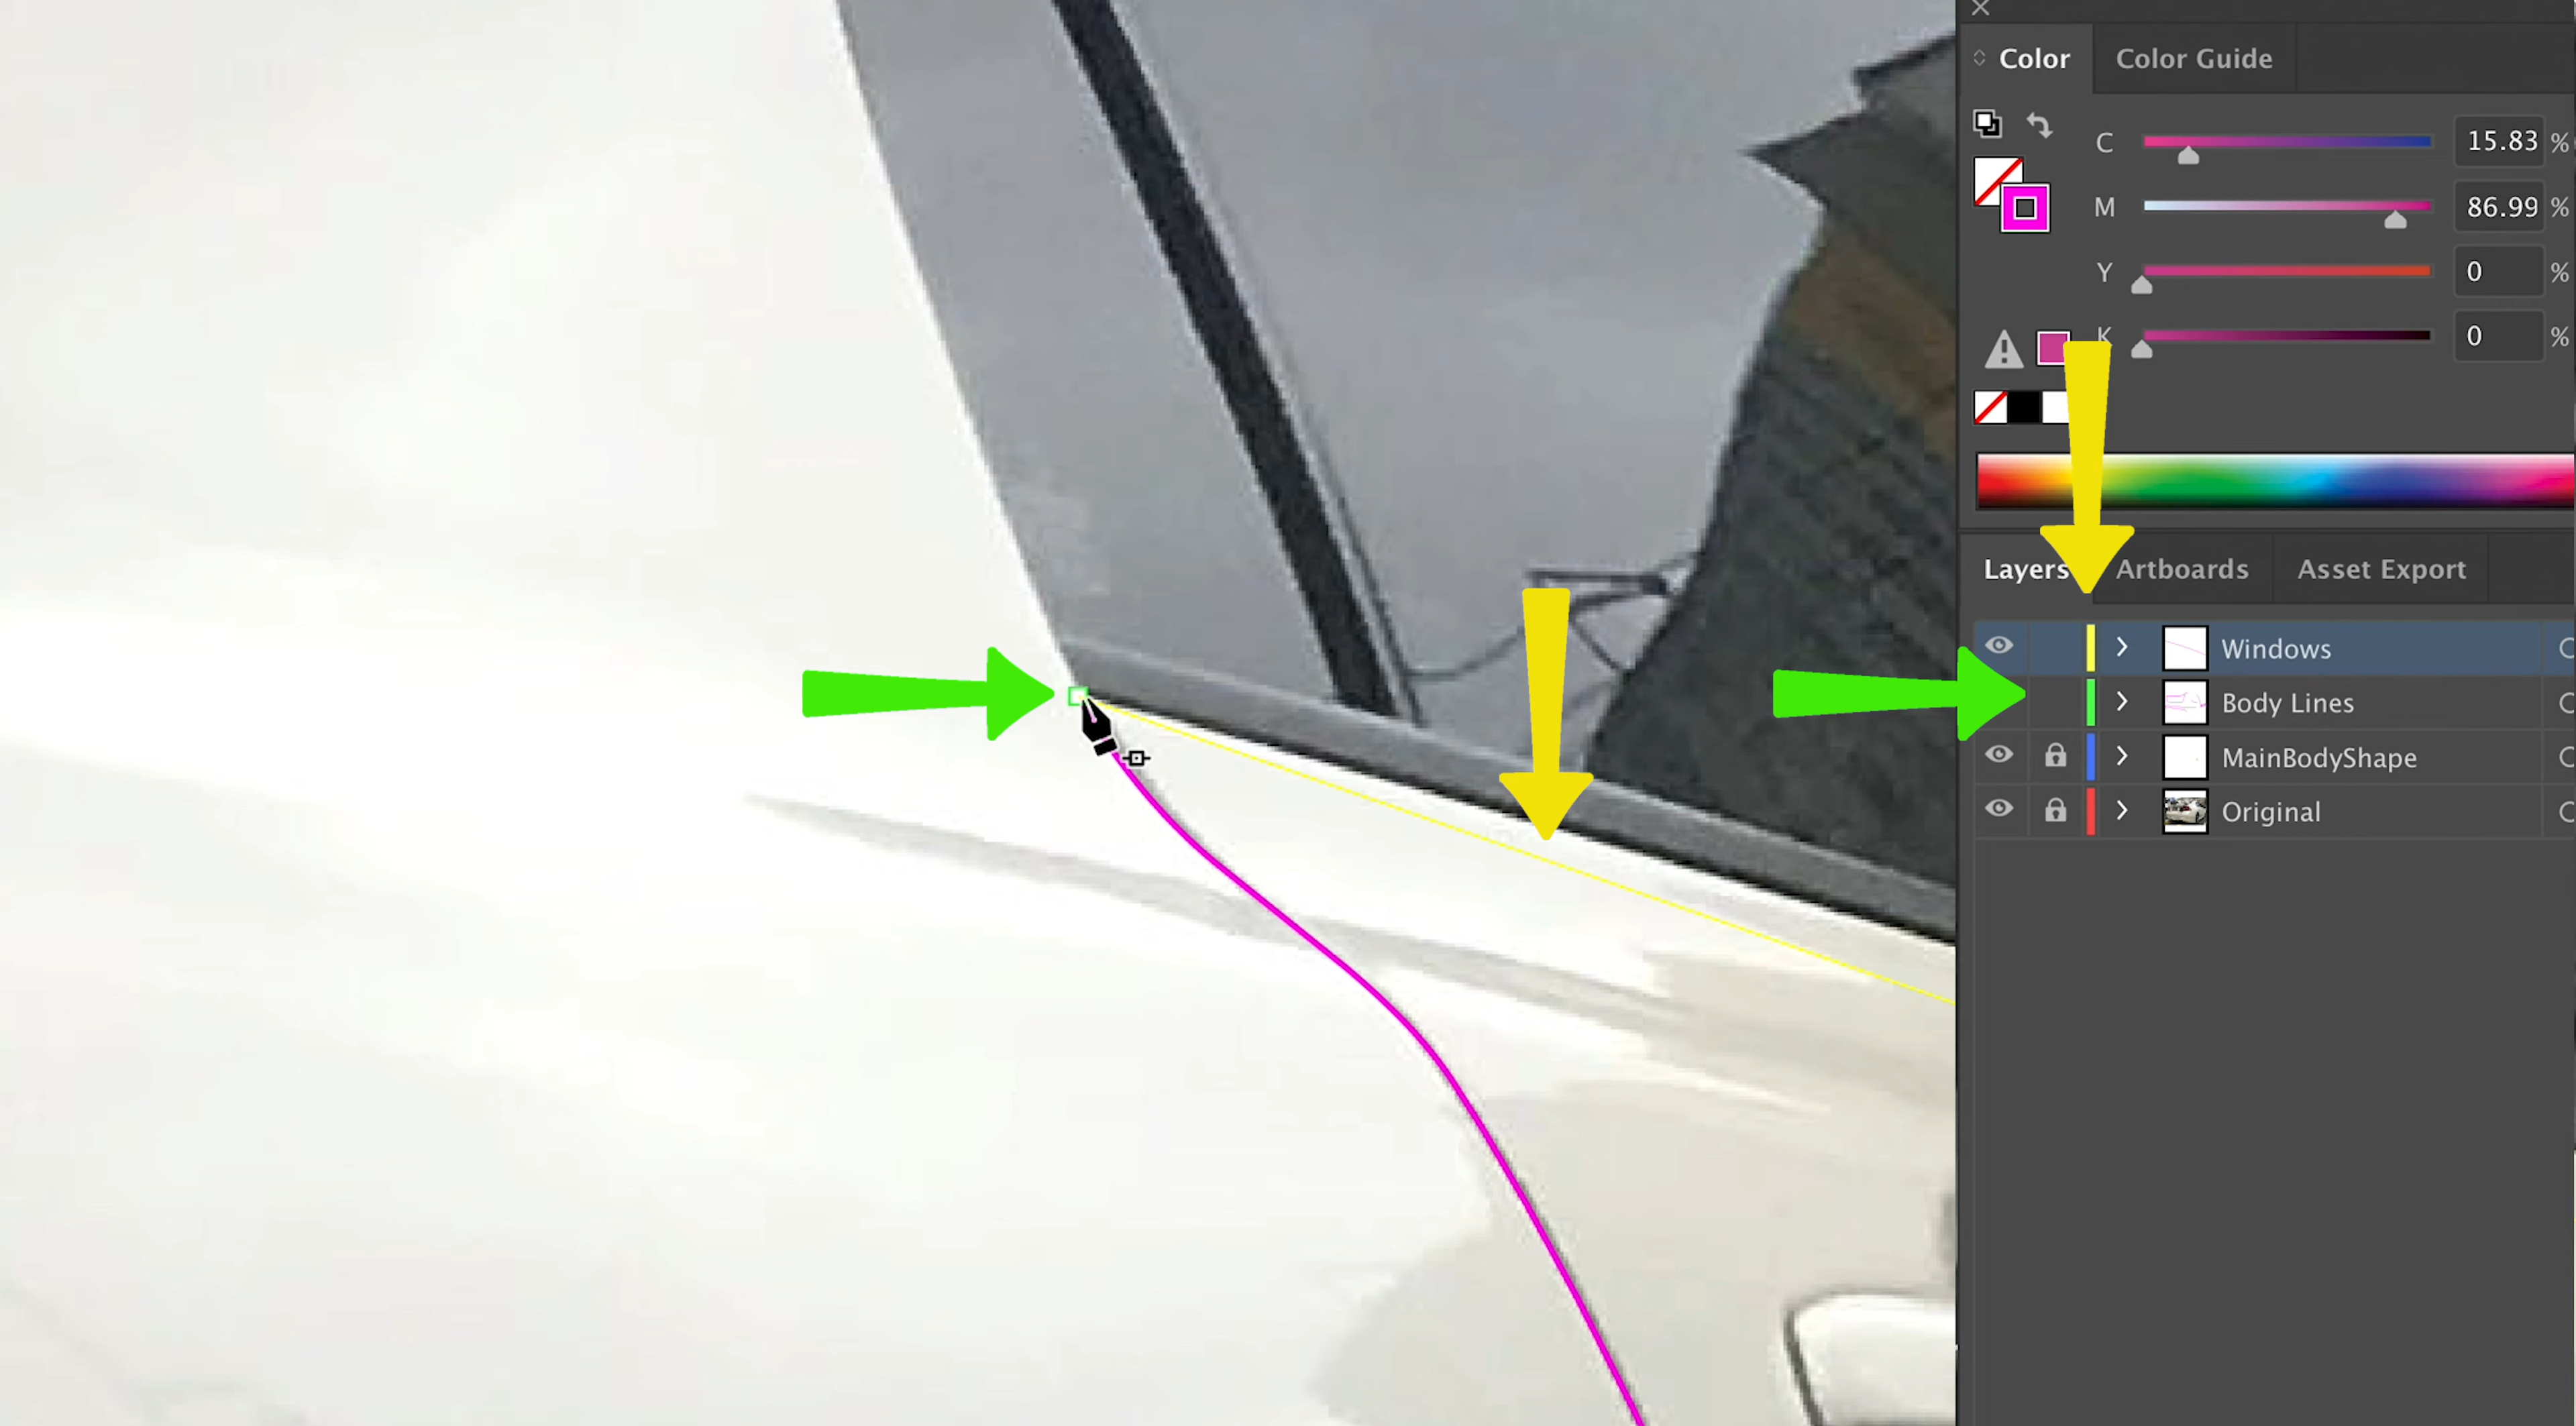 Color Color Guide
C 15.83 %
M 86.99 %
Y 0 %
K 0 %
Layers Artboards Asset Export
Windows
Body Lines
MainBodyShape
Original